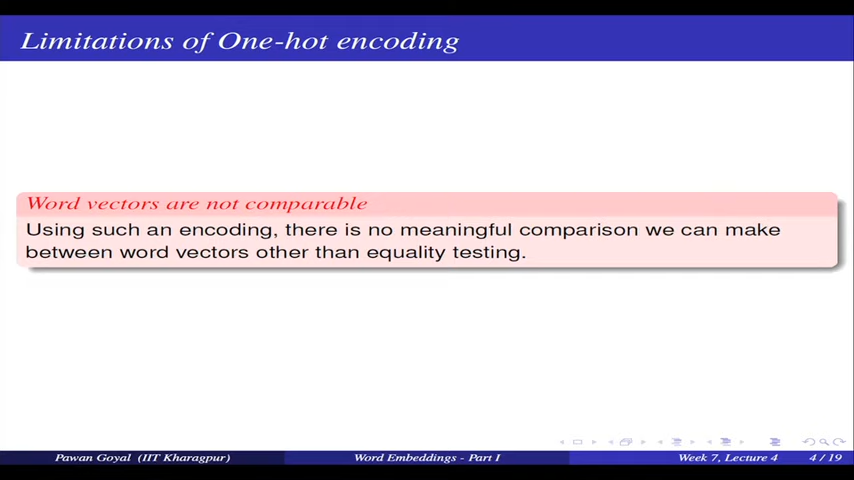 Limitations of One-hot encoding
Word vectors are not comparable
Using such an encoding, there is no meaningful comparison we can make
between word vectors other than equality testing.
Pawan Goyal (IIT Kharagpur)
Word Embeddings - Part I
Week 7, Lecture 4
4 / 19